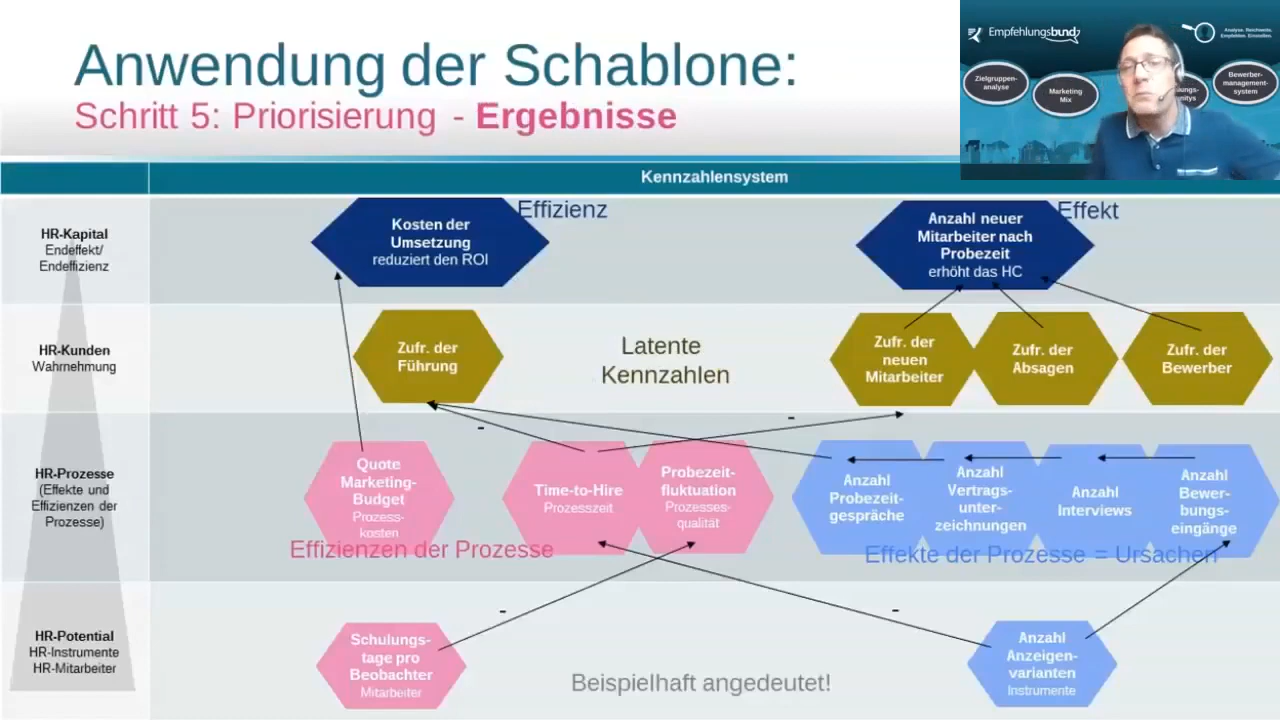 Anwendung der Schablone:
Schritt 5: Priorisierung - Ergebnisse
Empfehlungsbund
Analyse. Reichweite.
Empfehlen. Einstellen.
Zielgruppen-
analyse
Marketing
Mix
Bewerber-
management-
system
Kennzahlensystem
HR-Kapital
Endeffekt/
Endeffizienz
Kosten der
Umsetzung
reduziert den ROI
Effizienz
Anzahl neuer
Mitarbeiter nach
Probezeit
erhöht das HC
Effekt
HR-Kunden
Wahrnehmung
Zufr. der
Führung
Latente
Kennzahlen
Zufr. der
neuen
Mitarbeiter
Zufr. der
Absagen
Zufr. der
Bewerber
-
-
HR-Prozesse
(Effekte und
Effizienzen der
Prozesse)
Quote
Marketing-
Budget
Prozess-
kosten
Time-to-Hire
Prozesszeit
Probezeit-
fluktuation
Prozesses-
qualität
Anzahl
Probezeit-
gespräche
Anzahl
Vertrags-
unter-
zeichnungen
Anzahl
Interviews
Anzahl
Bewer-
bungs-
eingänge
Effizienzen der Prozesse
Effekte der Prozesse = Ursachen
-
-
HR-Potential
HR-Instrumente
HR-Mitarbeiter
Schulungs-
tage pro
Beobachter
Mitarbeiter
Beispielhaft angedeutet!
Anzahl
Anzeigen-
varianten
Instrumente